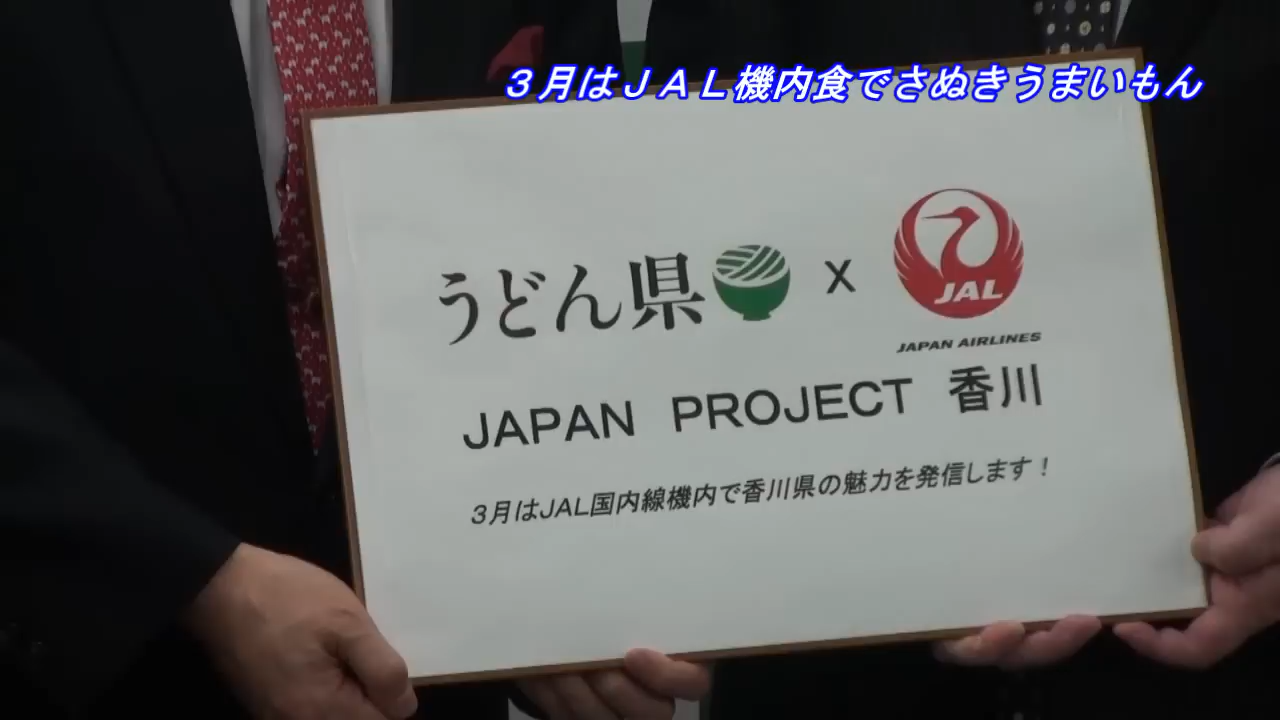 ３月はＪＡＬ機内食でさぬきうまいもん
うどん県 x JAL
JAPAN AIRLINES
JAPAN PROJECT 香川
３月はJAL国内線機内で香川県の魅力を発信します！